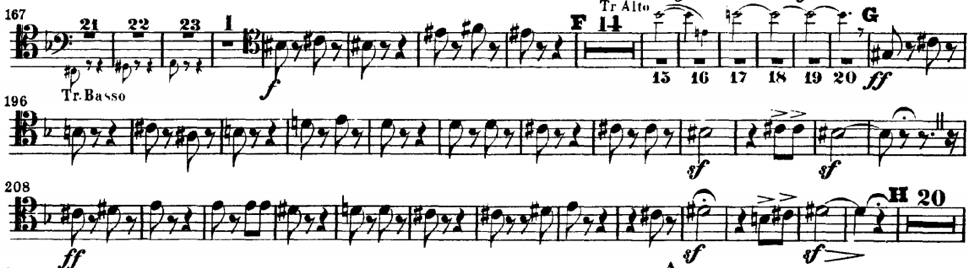 167 21 22 23 1 F 14 Tr Alto G
15 16 17 18 19 20
f ff
Tr. Basso
196
sf sf
208 H 20
ff sf sf